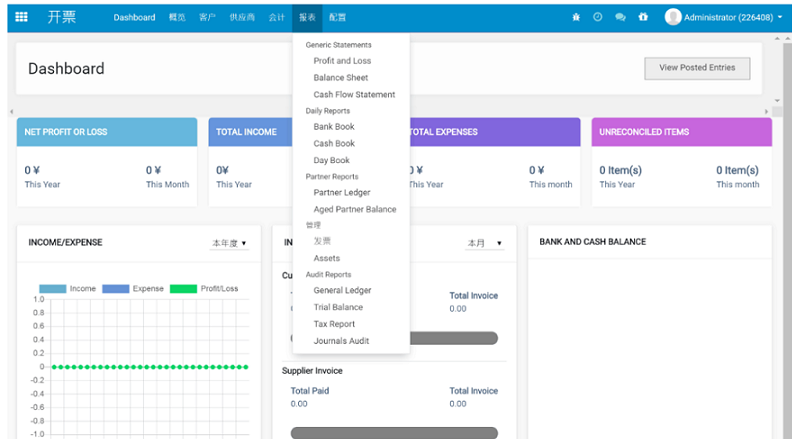 开票
Dashboard 概览 客户 供应商 会计 报表 配置
Administrator (226408)
Dashboard
View Posted Entries
Generic Statements
Profit and Loss
Balance Sheet
Cash Flow Statement
Daily Reports
Bank Book
Cash Book
Day Book
Partner Reports
Partner Ledger
Aged Partner Balance
管理
发票
Assets
Audit Reports
General Ledger
Trial Balance
Tax Report
Journals Audit
NET PROFIT OR LOSS
0 ¥ 0 ¥
This Year This Month
TOTAL INCOME
0¥
This Year
TOTAL EXPENSES
0 ¥ 0 ¥
This Year This month
UNRECONCILED ITEMS
0 Item(s) 0 Item(s)
This Year This month
INCOME/EXPENSE 本年度
Income Expense Profit/Loss
1.0
0.8
0.6
0.4
0.2
0
-0.2
-0.4
-0.6
-0.8
-1.0
本月
Total Invoice
0.00
Supplier Invoice
Total Paid Total Invoice
0.00 0.00
BANK AND CASH BALANCE